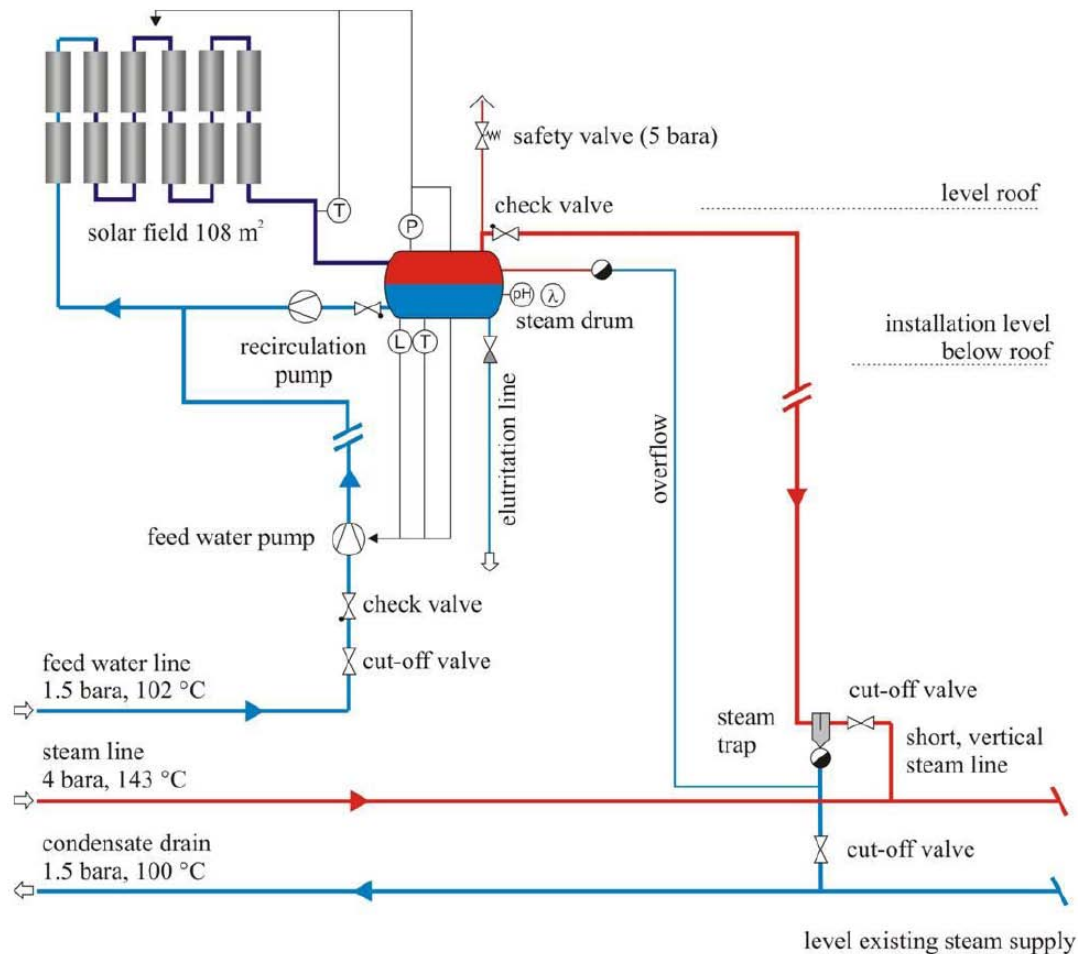 T
P
safety valve (5 bara)
level roof
check valve
solar field 108 m²
pH
λ
steam drum
recirculation
pump
L
T
installation level
below roof
elutritation line
overflow
feed water pump
check valve
cut-off valve
feed water line
1.5 bara, 102 °C
cut-off valve
steam
trap
short, vertical
steam line
steam line
4 bara, 143 °C
condensate drain
1.5 bara, 100 °C
cut-off valve
level existing steam supply